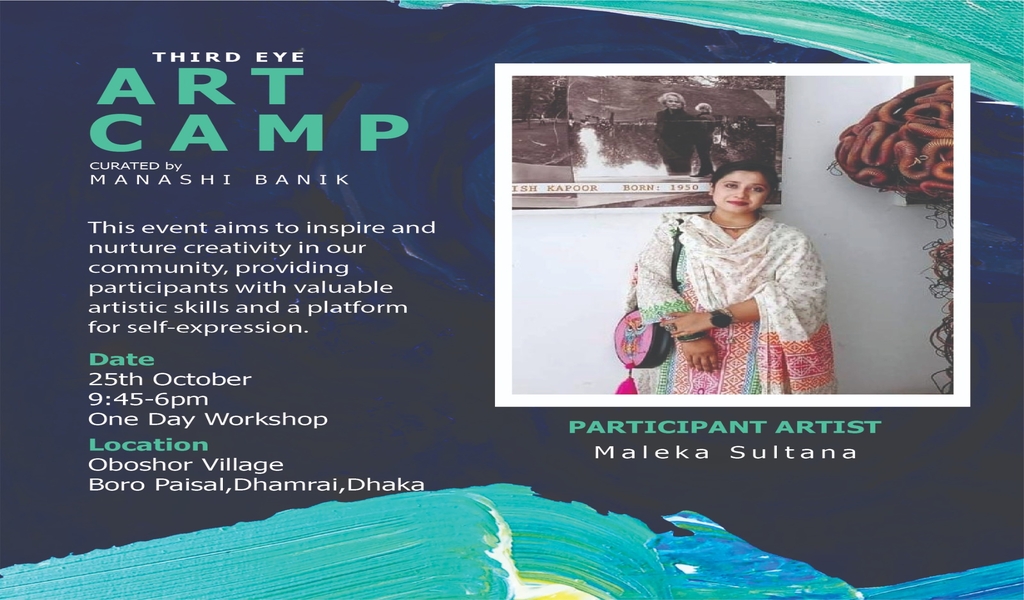 THIRD EYE
ART
CAMP
CURATED by
MANASHI BANIK
This event aims to inspire and
nurture creativity in our
community, providing
participants with valuable
artistic skills and a platform
for self-expression.
Date
25th October
9:45-6pm
One Day Workshop
Location
Oboshor Village
Boro Paisal,Dhamrai,Dhaka
ISH KAPOOR BORN: 1950
PARTICIPANT ARTIST
Maleka Sultana